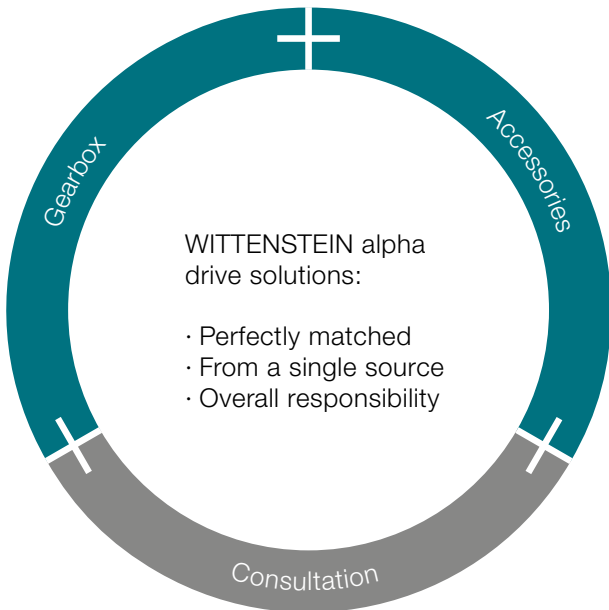 Gearbox
Accessories
WITTENSTEIN alpha
drive solutions:
· Perfectly matched
· From a single source
· Overall responsibility
Consultation